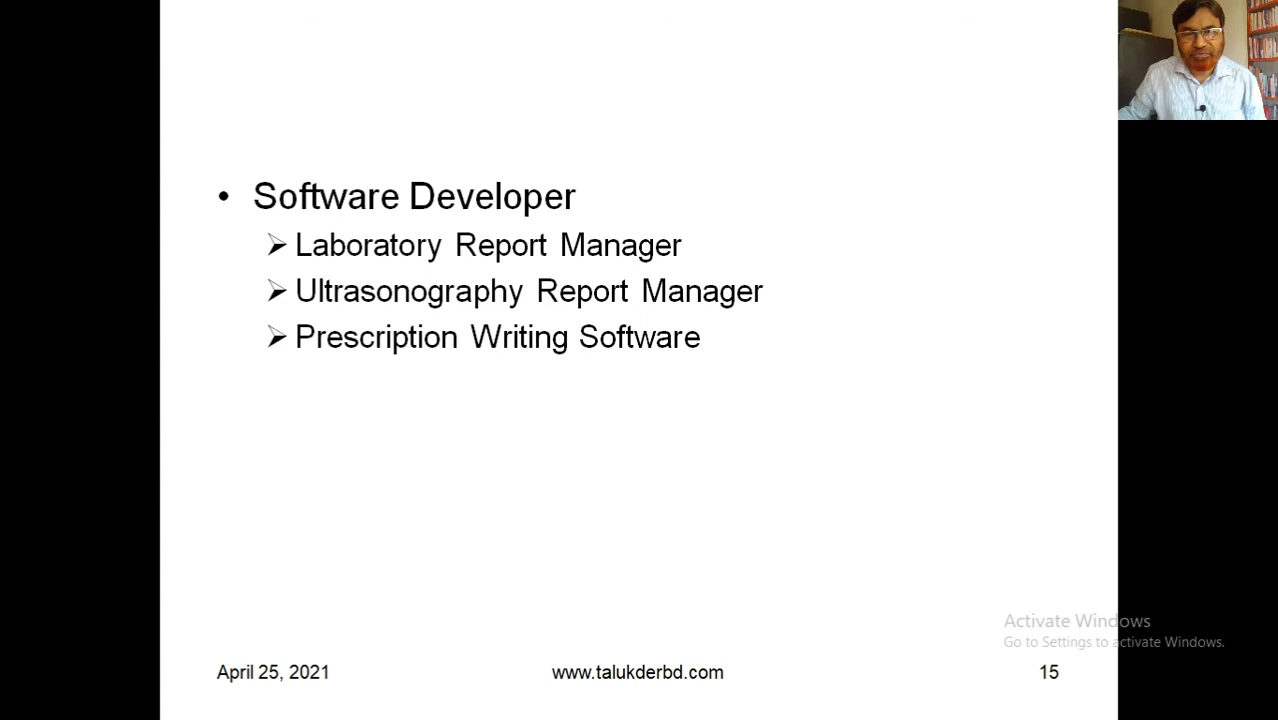 • Software Developer
➢ Laboratory Report Manager
➢ Ultrasonography Report Manager
➢ Prescription Writing Software
Activate Windows
Go to Settings to activate Windows.
April 25, 2021 www.talukderbd.com 15